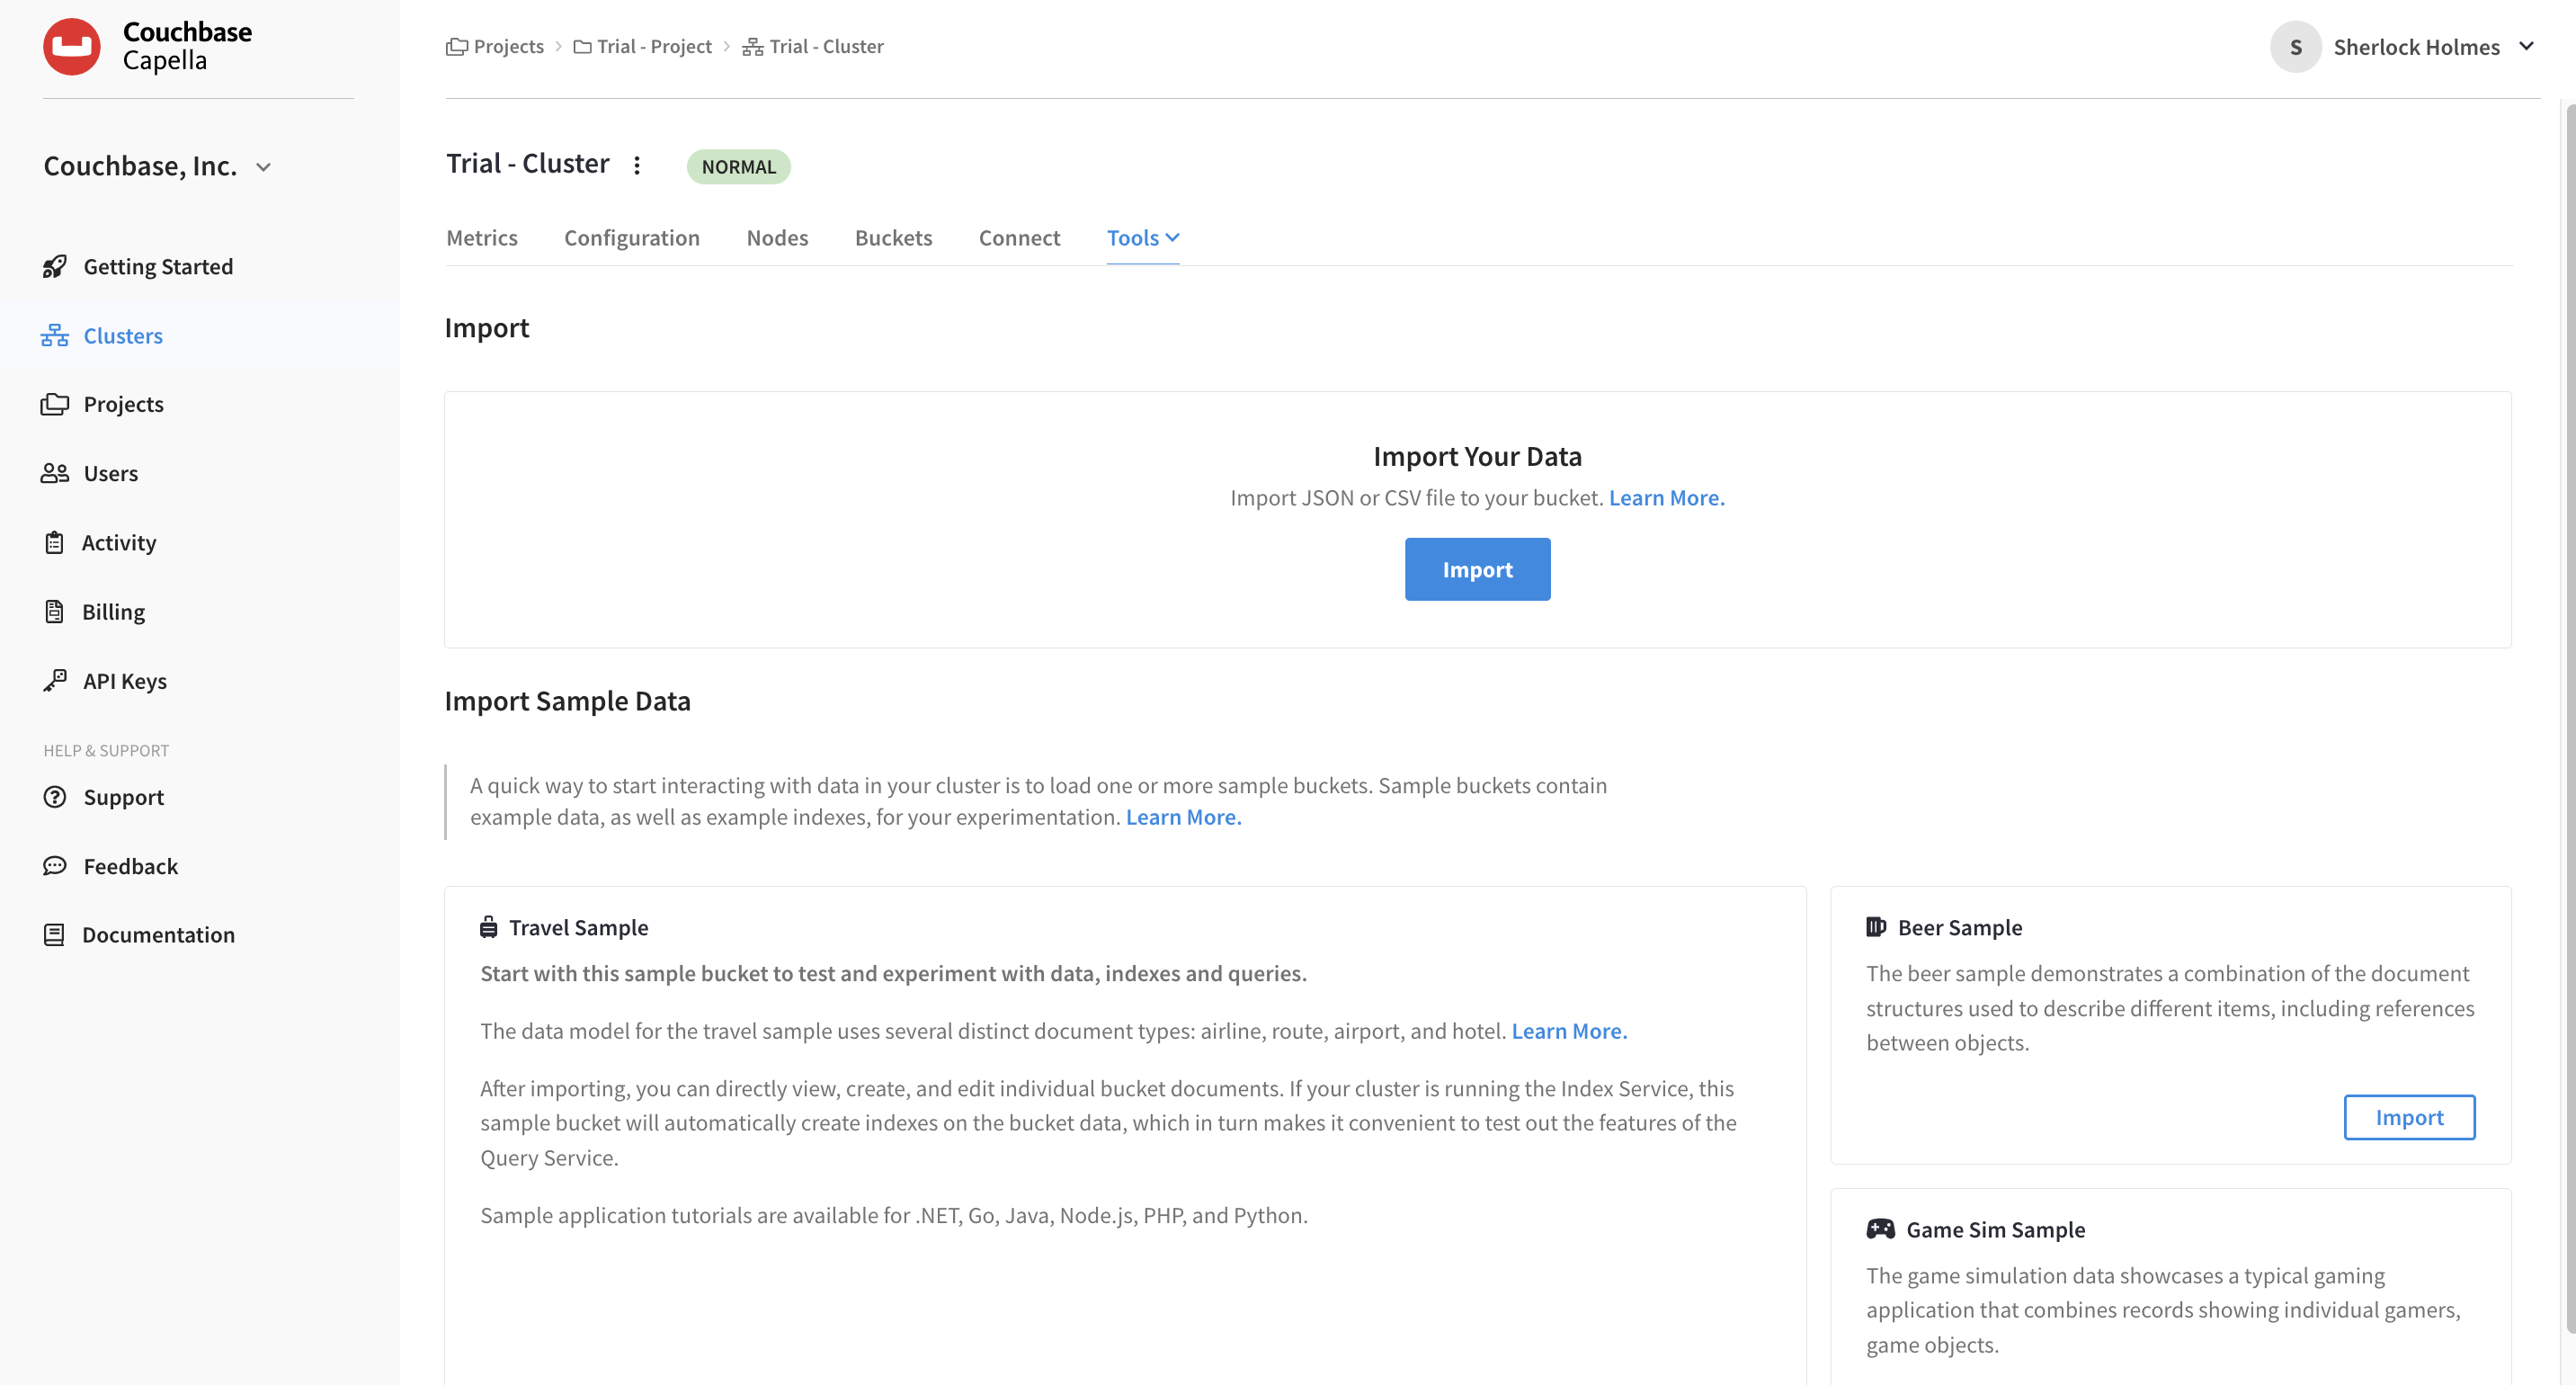 Couchbase
Capella
Projects
Trial - Project
Trial - Cluster
S
Sherlock Holmes
Couchbase, Inc.
Getting Started
Clusters
Projects
Users
Activity
Billing
API Keys
HELP & SUPPORT
Support
Feedback
Documentation
Trial - Cluster
NORMAL
Metrics
Configuration
Nodes
Buckets
Connect
Tools
Import
Import Your Data
Import JSON or CSV file to your bucket. Learn More.
Import
Import Sample Data
A quick way to start interacting with data in your cluster is to load one or more sample buckets. Sample buckets contain
example data, as well as example indexes, for your experimentation. Learn More.
Travel Sample
Start with this sample bucket to test and experiment with data, indexes and queries.
The data model for the travel sample uses several distinct document types: airline, route, airport, and hotel. Learn More.
After importing, you can directly view, create, and edit individual bucket documents. If your cluster is running the Index Service, this
sample bucket will automatically create indexes on the bucket data, which in turn makes it convenient to test out the features of the
Query Service.
Sample application tutorials are available for .NET, Go, Java, Node.js, PHP, and Python.
Beer Sample
The beer sample demonstrates a combination of the document
structures used to describe different items, including references
between objects.
Import
Game Sim Sample
The game simulation data showcases a typical gaming
application that combines records showing individual gamers,
game objects.